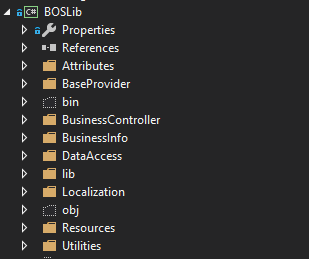 C# BOSLib
Properties
References
Attributes
BaseProvider
bin
BusinessController
BusinessInfo
DataAccess
lib
Localization
obj
Resources
Utilities